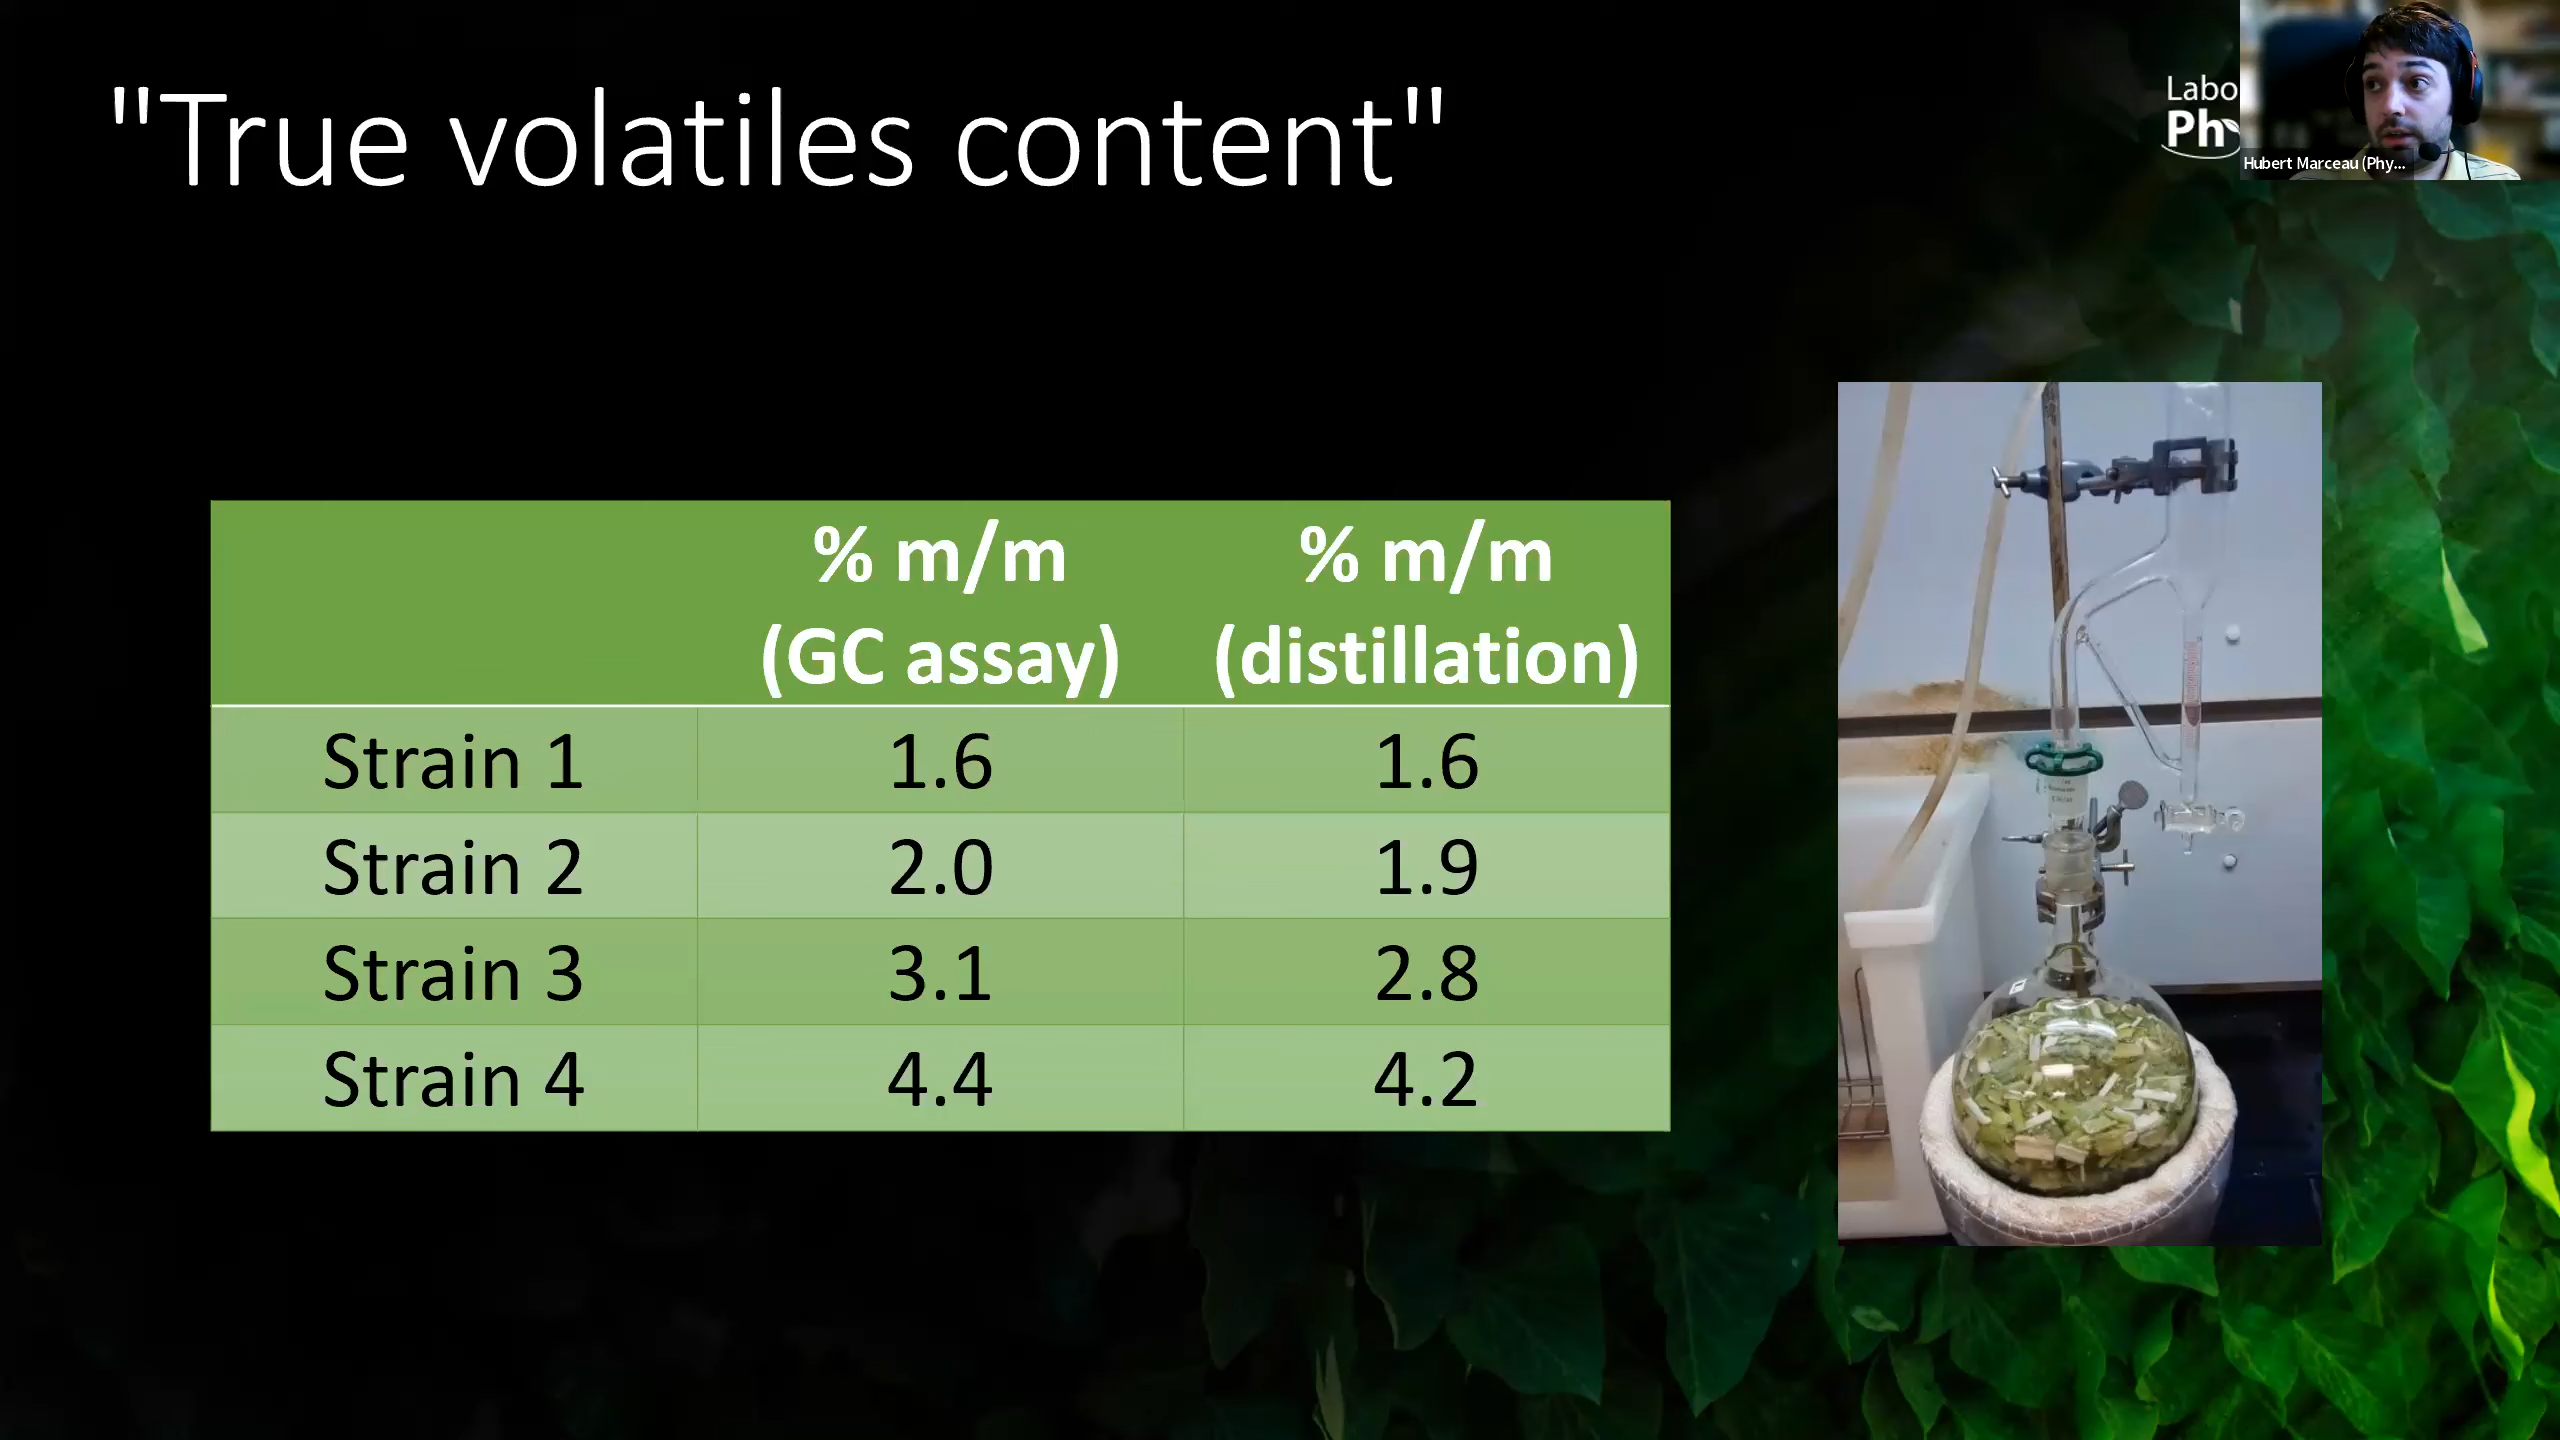 "True volatiles content"
Labo
Ph
Hubert Marceau (Phy...
% m/m % m/m
(GC assay) (distillation)
Strain 1 1.6 1.6
Strain 2 2.0 1.9
Strain 3 3.1 2.8
Strain 4 4.4 4.2